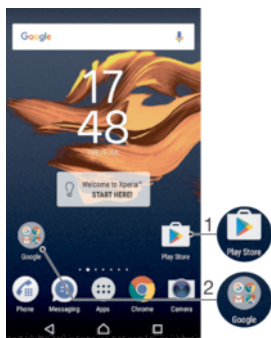 Google
17
48
Welcome to Xperia™
START HERE!
1
Play Store
Google
Play Store
2
Google
Phone
Messaging
Apps
Chrome
Camera